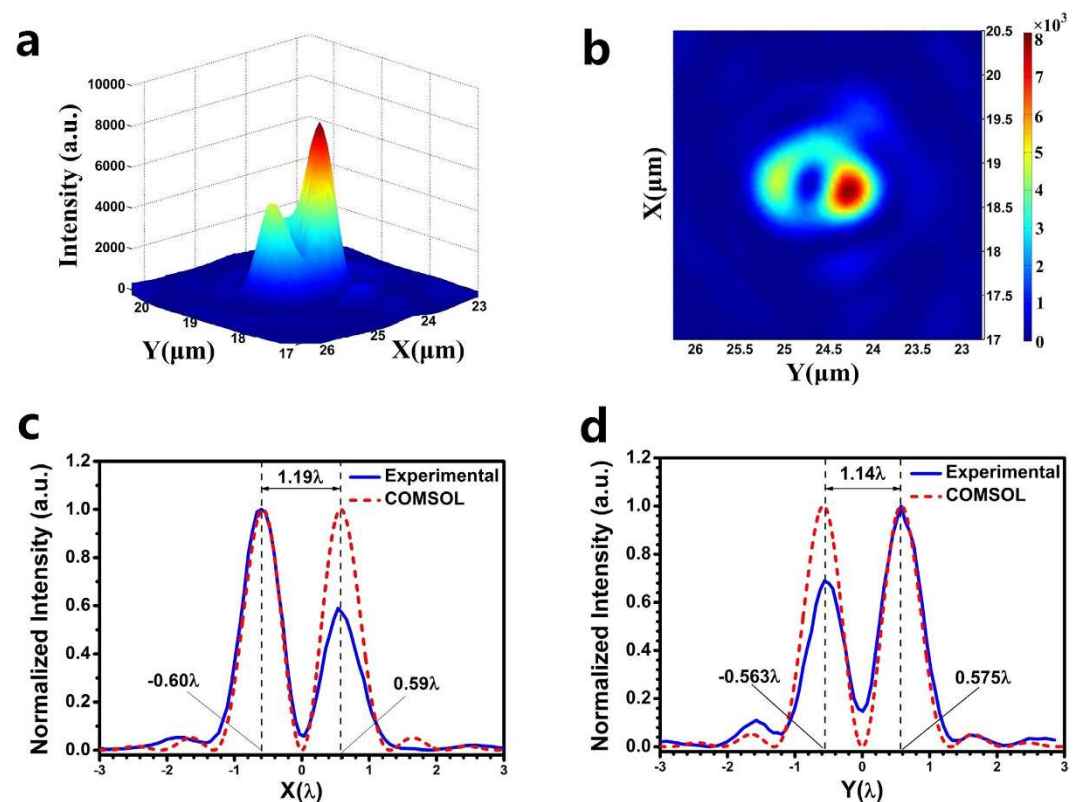 a
Intensity (a.u.)
10000
8000
6000
4000
2000
0
20
19
18
17
Y(μm)
26
25
24
23
X(μm)
b
X(μm)
20.5
20
19.5
19
18.5
18
17.5
17
26
25.5
25
24.5
24
23.5
23
Y(μm)
8 ×10³
7
6
5
4
3
2
1
0
c
Normalized Intensity (a.u.)
1.2
1.0
0.8
0.6
0.4
0.2
0.0
1.19λ
Experimental
COMSOL
-0.60λ
0.59λ
-3
-2
-1
0
1
2
3
X(λ)
d
Normalized Intensity (a.u.)
1.2
1.0
0.8
0.6
0.4
0.2
0.0
1.14λ
Experimental
COMSOL
-0.563λ
0.575λ
-3
-2
-1
0
1
2
3
Y(λ)